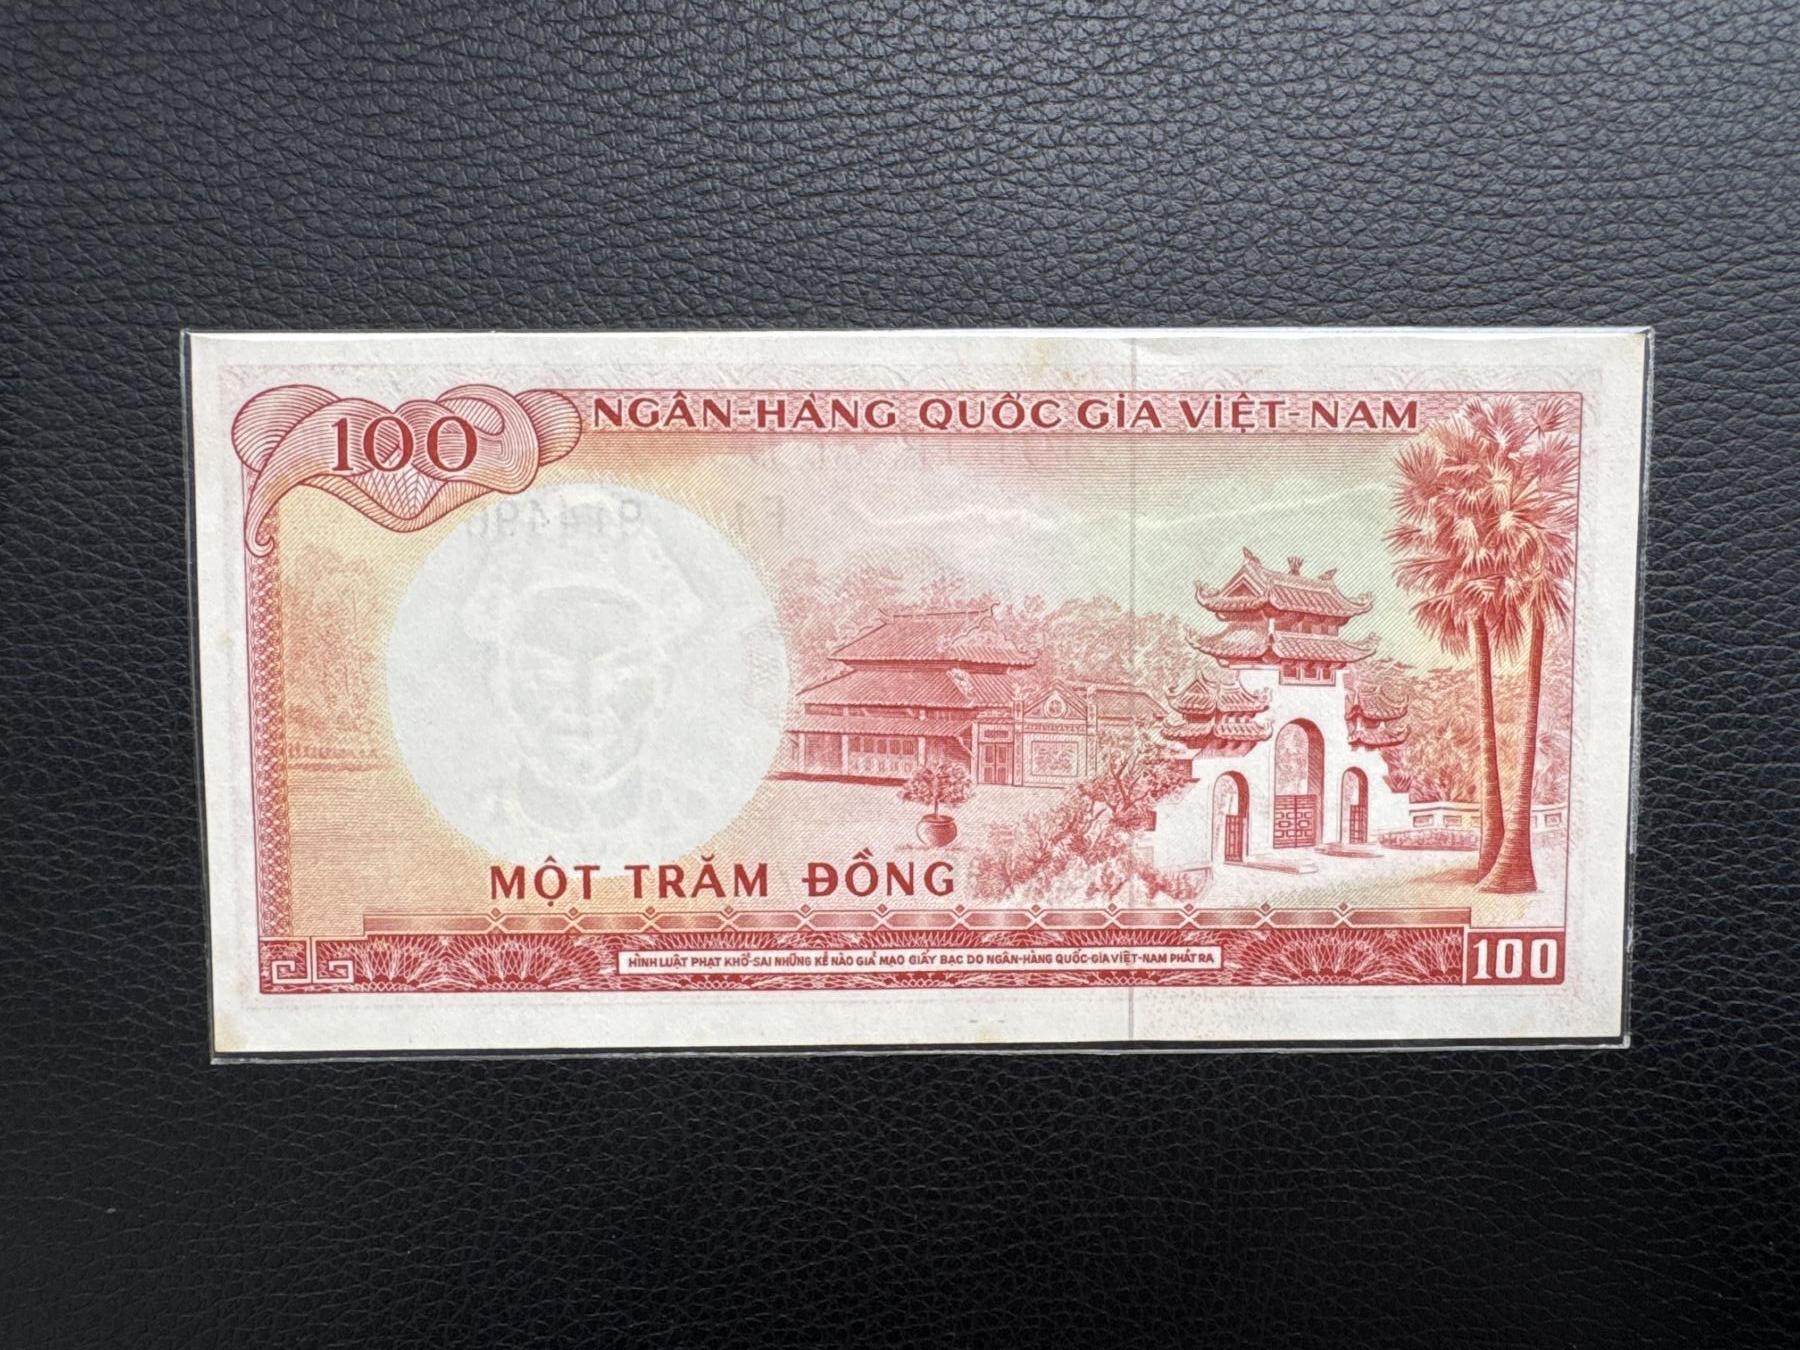 100
NGÂN-HÀNG QUỐC GIA VIỆT-NAM
MỘT TRĂM ĐỒNG
HÌNH LUẬT PHẠT KHỔ-SAI NHỮNG KẺ NÀO GIẢ MẠO GIẤY BẠC DO NGÂN-HÀNG QUỐC-GIA VIỆT-NAM PHÁT RA
100